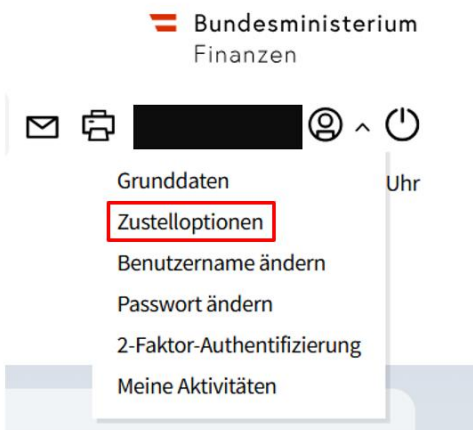 Bundesministerium
Finanzen
Grunddaten
Uhr
Zustelloptionen
Benutzername ändern
Passwort ändern
2-Faktor-Authentifizierung
Meine Aktivitäten